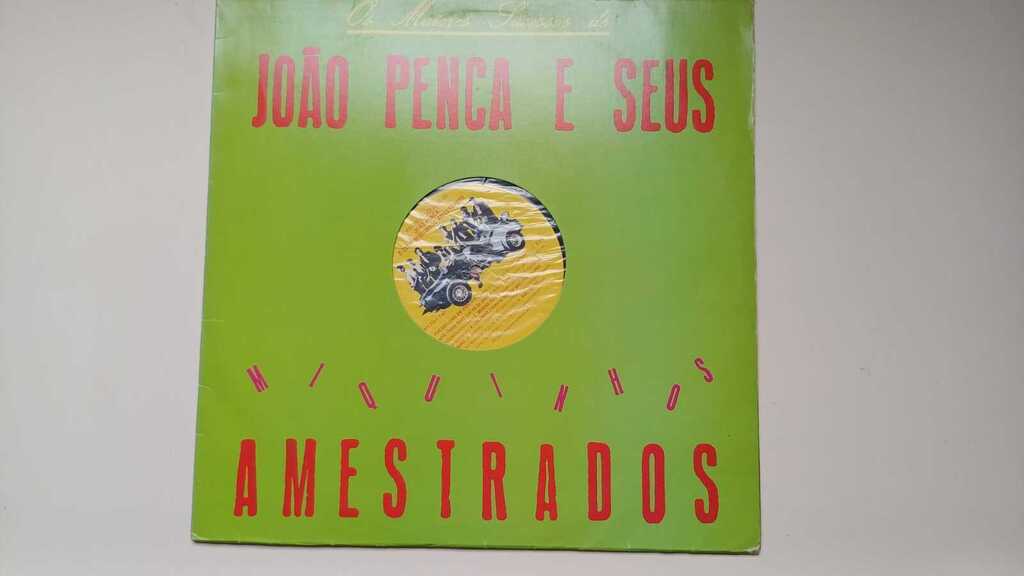 Os Maiores Sucessos de
JOÃO PENCA E SEUS
MIQUINHOS
AMESTRADOS